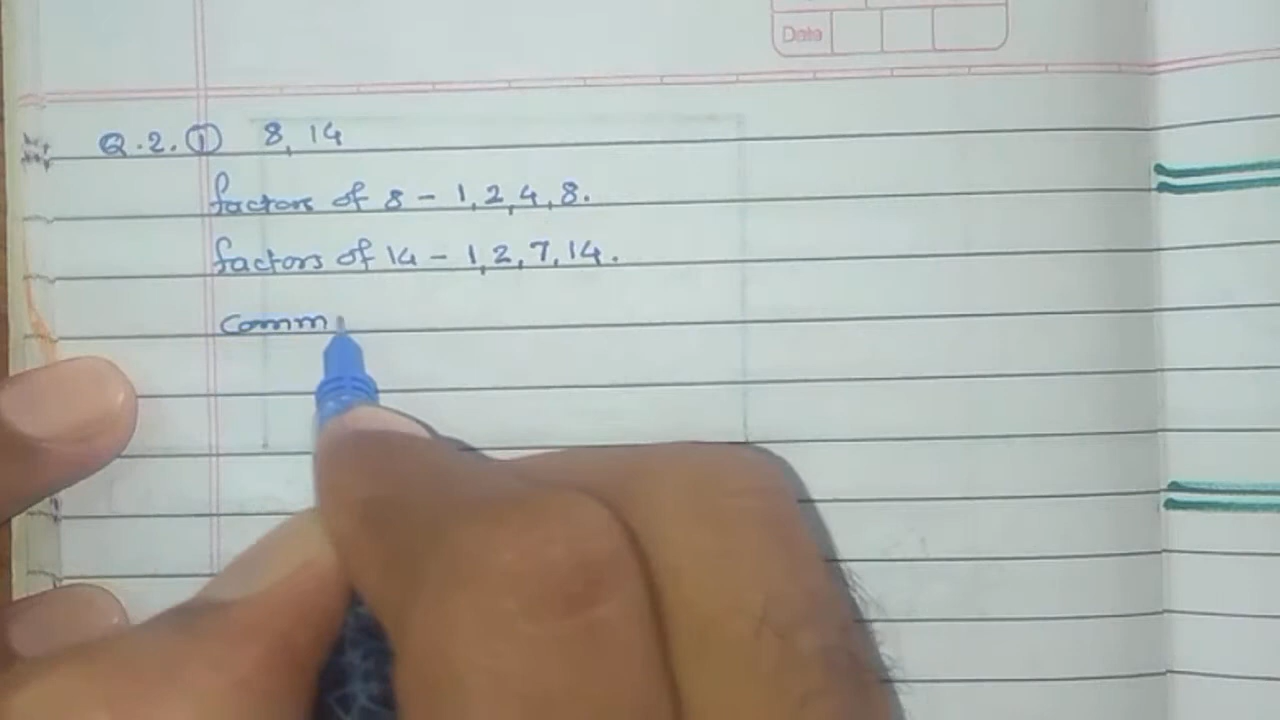 Date
Q.2. ① 8, 14
factors of 8 - 1, 2, 4, 8.
factors of 14 - 1, 2, 7, 14.
Comm